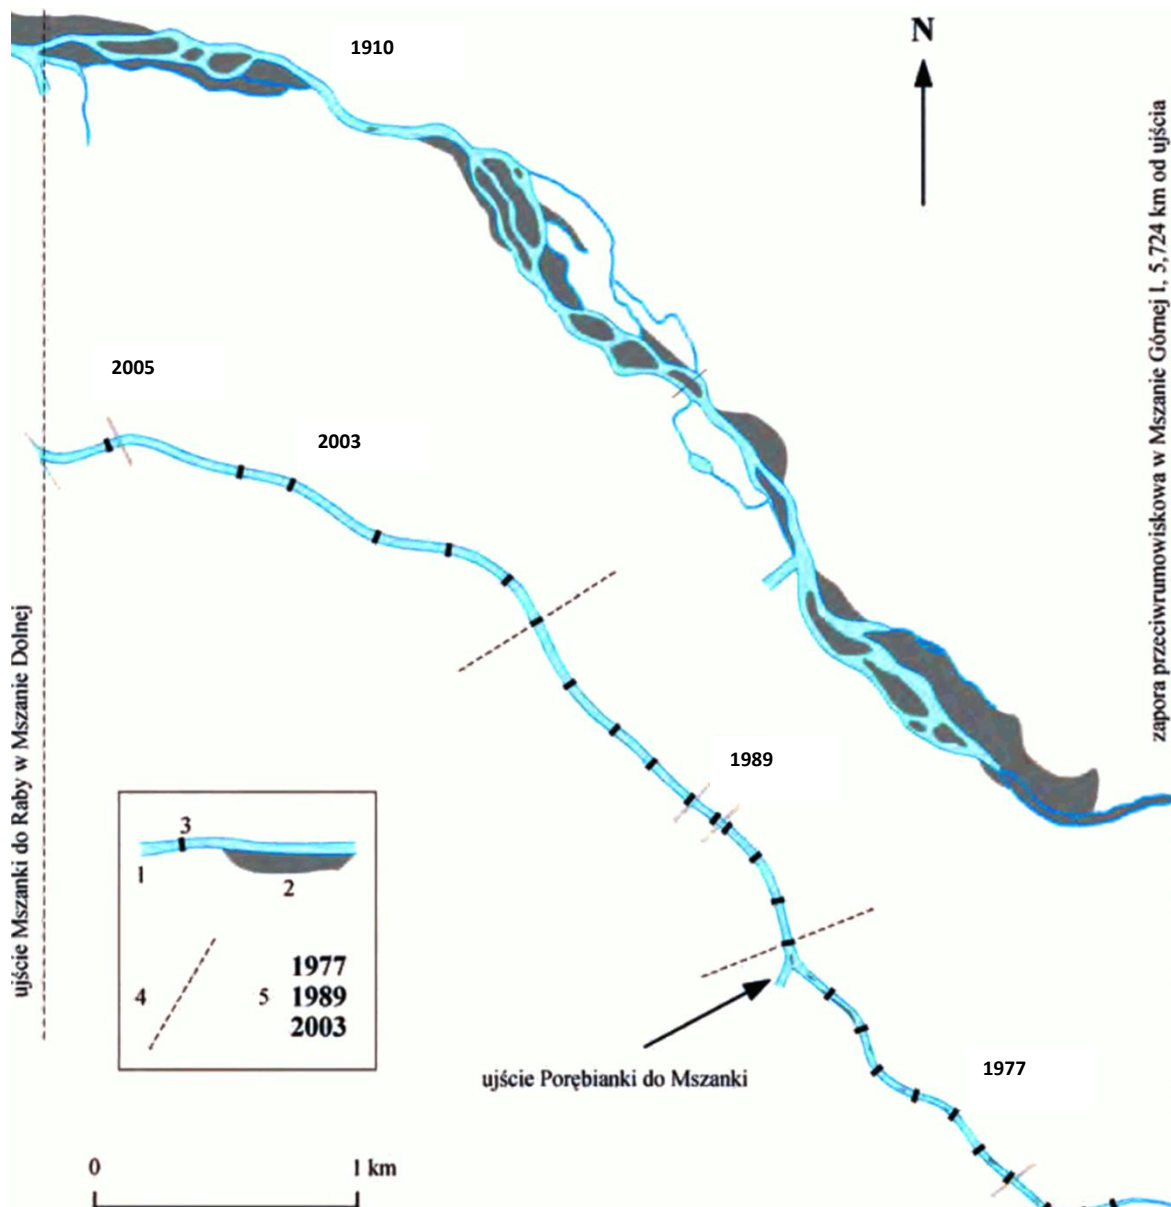 1910
N
zapora przeciwrumowiskowa w Mszanie Górnej 1, 5,724 km od ujścia
2005
2003
ujście Mszanki do Raby w Mszanie Dolnej
1989
3
1
2
4
5
1977
1989
2003
ujście Porębianki do Mszanki
1977
0
1 km